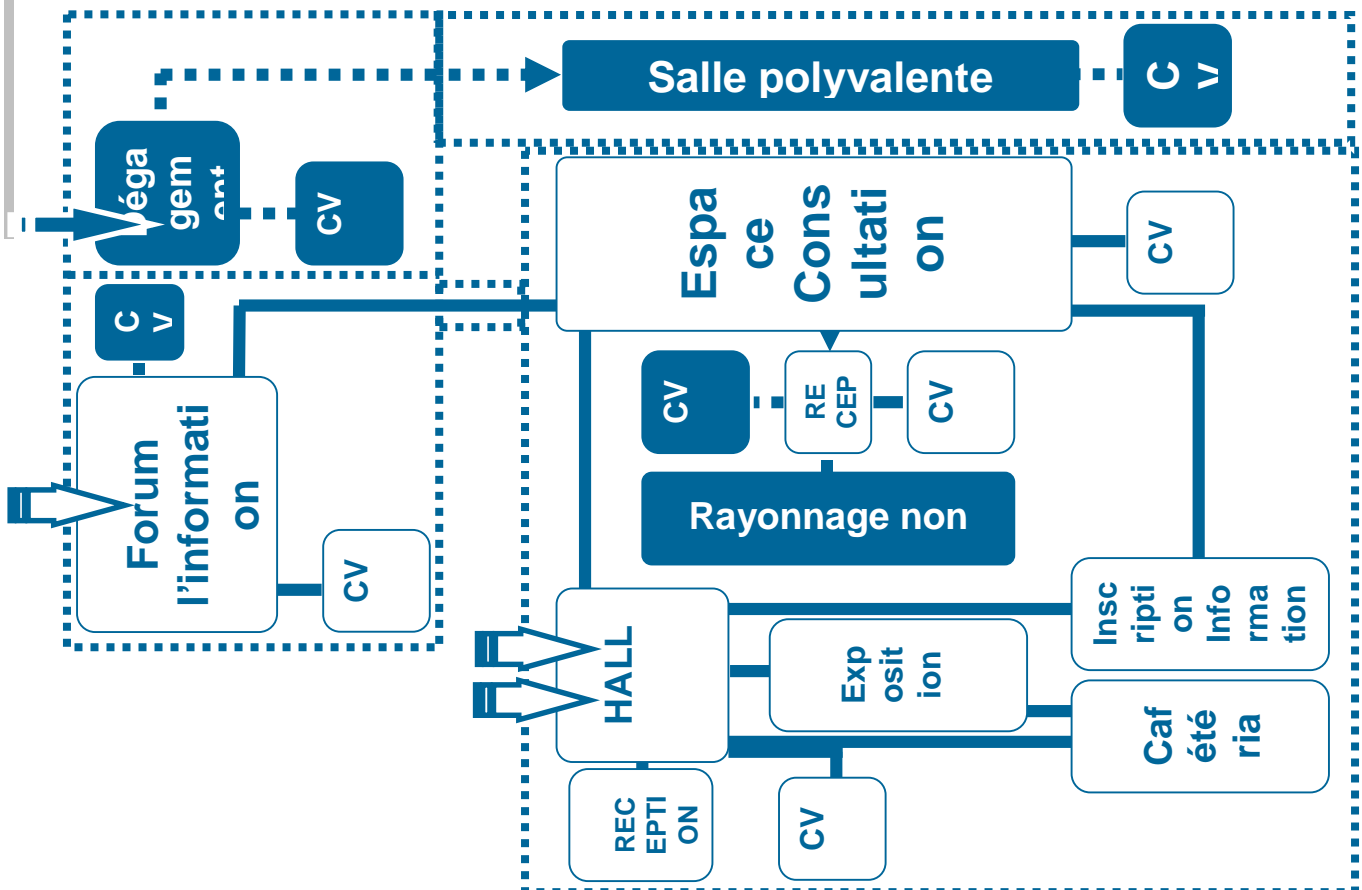 Salle polyvalente
C
v
gem
CV
Espa
ce
Cons
ultati
on
CV
C
v
Forum
l'informati
on
CV
CV
RE
CEP
CV
Rayonnage non
HALL
Exp
osit
ion
Insc
ripti
on
Info
rma
tion
Caf
été
ria
REC
EPTI
ON
CV